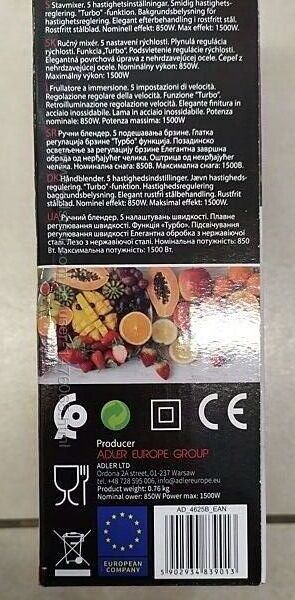 S Stavmixer. 5 hastighetsinställningar. Smidig
hastighetsreglering. "Turbo"-funktion. Bakgrundsbelysning för
hastighetsreglering. Elegant efterbehandling i rostfritt stål.
Rostfritt stålblad. Nominell effekt: 850W. Max effekt: 1500W.
SK Ručný mixér. 5 nastavení rýchlosti. Plynulá regulácia
rýchlosti. Funkcia „Turbo". Podsvietenie regulácie rýchlosti.
Elegantná povrchová úprava z nehrdzavejúcej ocele. Čepeľ z
nehrdzavejúcej ocele. Nominálny výkon: 850W.
Maximálny výkon: 1500W
I Frullatore a immersione. 5 impostazioni di velocità.
Regolazione regolare della velocità. Funzione "Turbo".
Retroilluminazione regolazione velocità. Elegante finitura in
acciaio inossidabile. Lama in acciaio inossidabile. Potenza
nominale: 850W. Potenza massima: 1500W
SR Ручни блендер. 5 подешавања брзине. Глатка
регулација брзине "Турбо" функција. Позадинско
осветљење за регулацију брзине Елегантна завршна
обрада од нерђајућег челика. Оштрица од нерђајућег
челика. Номинална снага: 850В. Максимална снага: 1500В.
DK Håndblender. 5 hastighedsindstillinger. Jævn hastigheds-
regulering. "Turbo"-funktion. Hastighedsregulering
baggrundsbelysning. Elegant rustfri stålbehandling. Rustfrit
stålblad. Nominel effekt: 850W. Maksimal effekt: 1500W.
UA Ручний блендер. 5 налаштувань швидкості. Плавне
регулювання швидкості. Функція «Турбо». Підсвічування
регулювання швидкості Елегантна обробка з нержавіючої
сталі. Лезо з нержавіючої сталі. Номінальна потужність: 850
Вт. Максимальна потужність: 1500 Вт.
CE
Producer
ADLER EUROPE GROUP
ADLER LTD
Ordona 2A street, 01-237 Warsaw
tel. +48 728 595 006, info@adlereurope.eu
Product weight: 0.76 kg
Nominal ower: 850W Power max: 1500W
EUROPEAN
COMPANY
AD_4625B_EAN
5 902934 839013